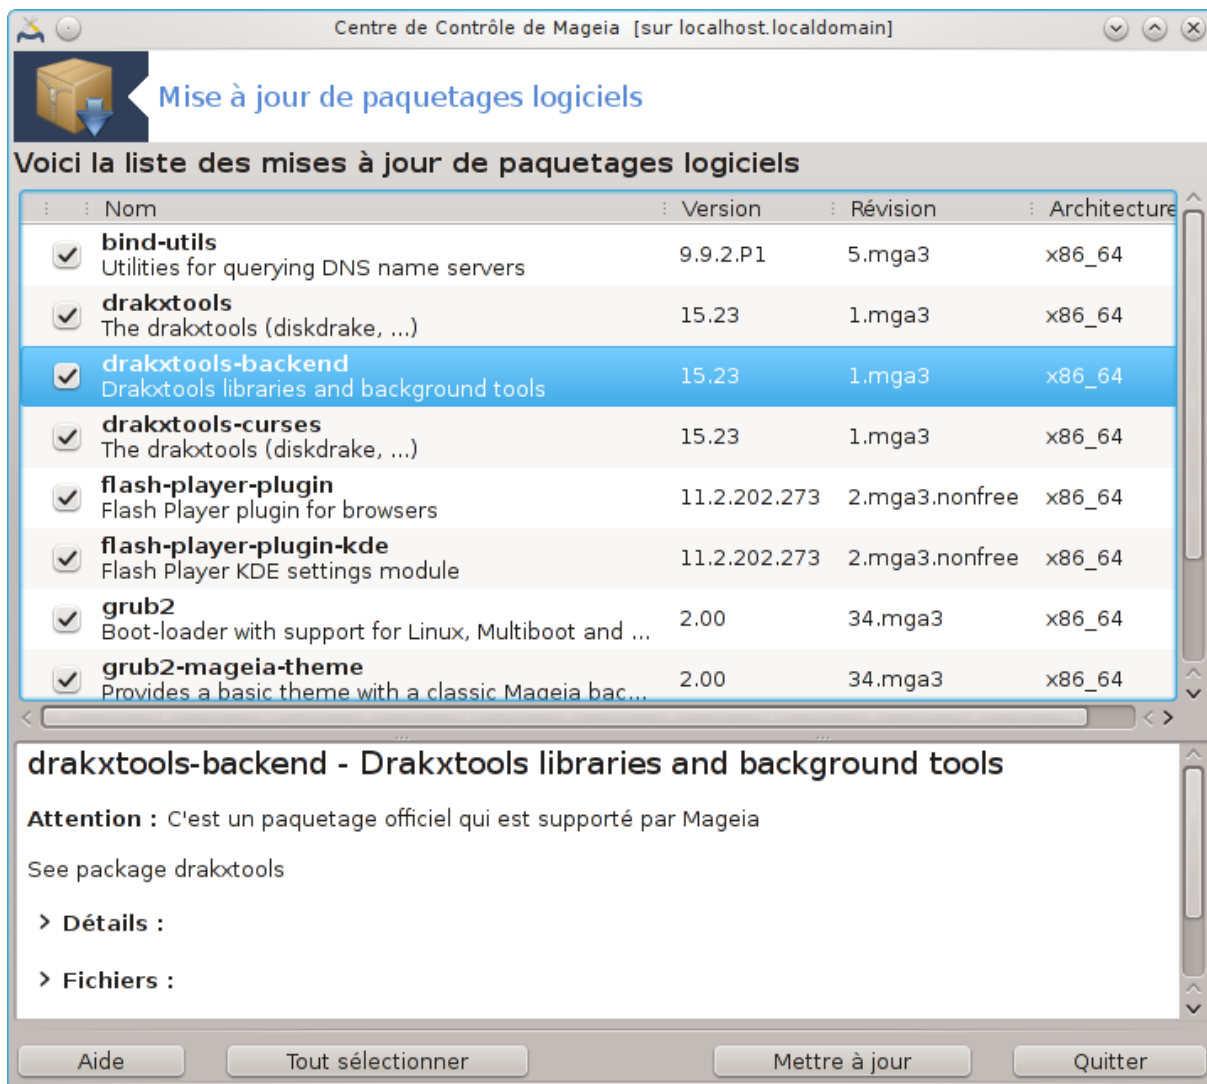 Centre de Contrôle de Mageia [sur localhost.localdomain]
Mise à jour de paquetages logiciels
Voici la liste des mises à jour de paquetages logiciels
Nom Version Révision Architecture
bind-utils
Utilities for querying DNS name servers 9.9.2.P1 5.mga3 x86_64
drakxtools
The drakxtools (diskdrake, ...) 15.23 1.mga3 x86_64
drakxtools-backend
Drakxtools libraries and background tools 15.23 1.mga3 x86_64
drakxtools-curses
The drakxtools (diskdrake, ...) 15.23 1.mga3 x86_64
flash-player-plugin
Flash Player plugin for browsers 11.2.202.273 2.mga3.nonfree x86_64
flash-player-plugin-kde
Flash Player KDE settings module 11.2.202.273 2.mga3.nonfree x86_64
grub2
Boot-loader with support for Linux, Multiboot and ... 2.00 34.mga3 x86_64
grub2-mageia-theme
Provides a basic theme with a classic Mageia bac... 2.00 34.mga3 x86_64
drakxtools-backend - Drakxtools libraries and background tools
Attention : C'est un paquetage officiel qui est supporté par Mageia
See package drakxtools
Détails :
Fichiers :
Aide Tout sélectionner Mettre à jour Quitter